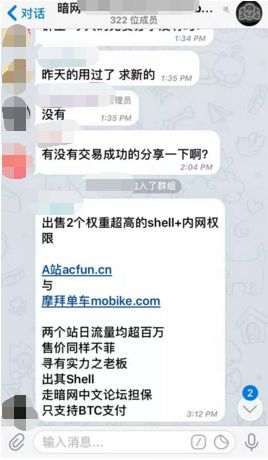 对话
暗网
322 位成员
1:34 PM
昨天的用过了 求新的
1:35 PM
管理员
没有
1:35 PM
有没有交易成功的分享一下啊?
2:04 PM
入了群组
出售2个权重超高的shell+内网权
限
A站acfun.cn
与
摩拜单车mobike.com
两个站日流量均超百万
售价同样不菲
寻有实力之老板
出其Shell
走暗网中文论坛担保
只支持BTC支付
3:12 PM
2
输入消息...